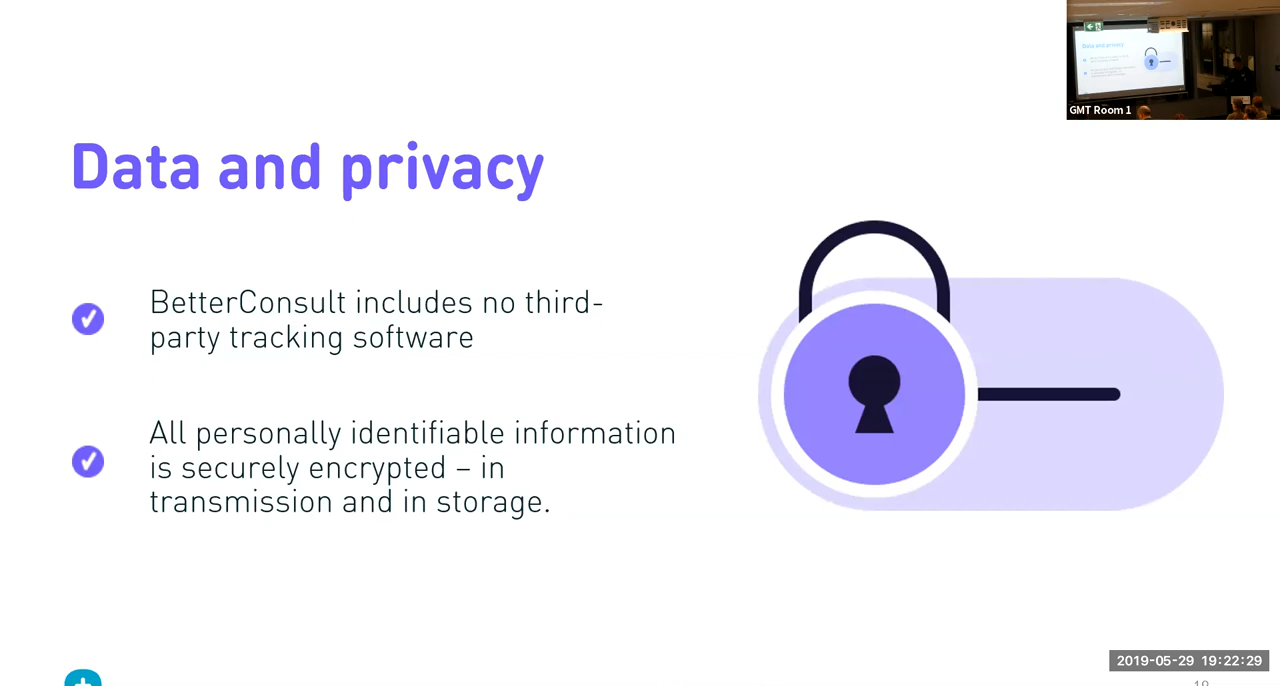 GMT Room 1
Data and privacy
BetterConsult includes no third-
party tracking software
All personally identifiable information
is securely encrypted – in
transmission and in storage.
2019-05-29 19:22:29